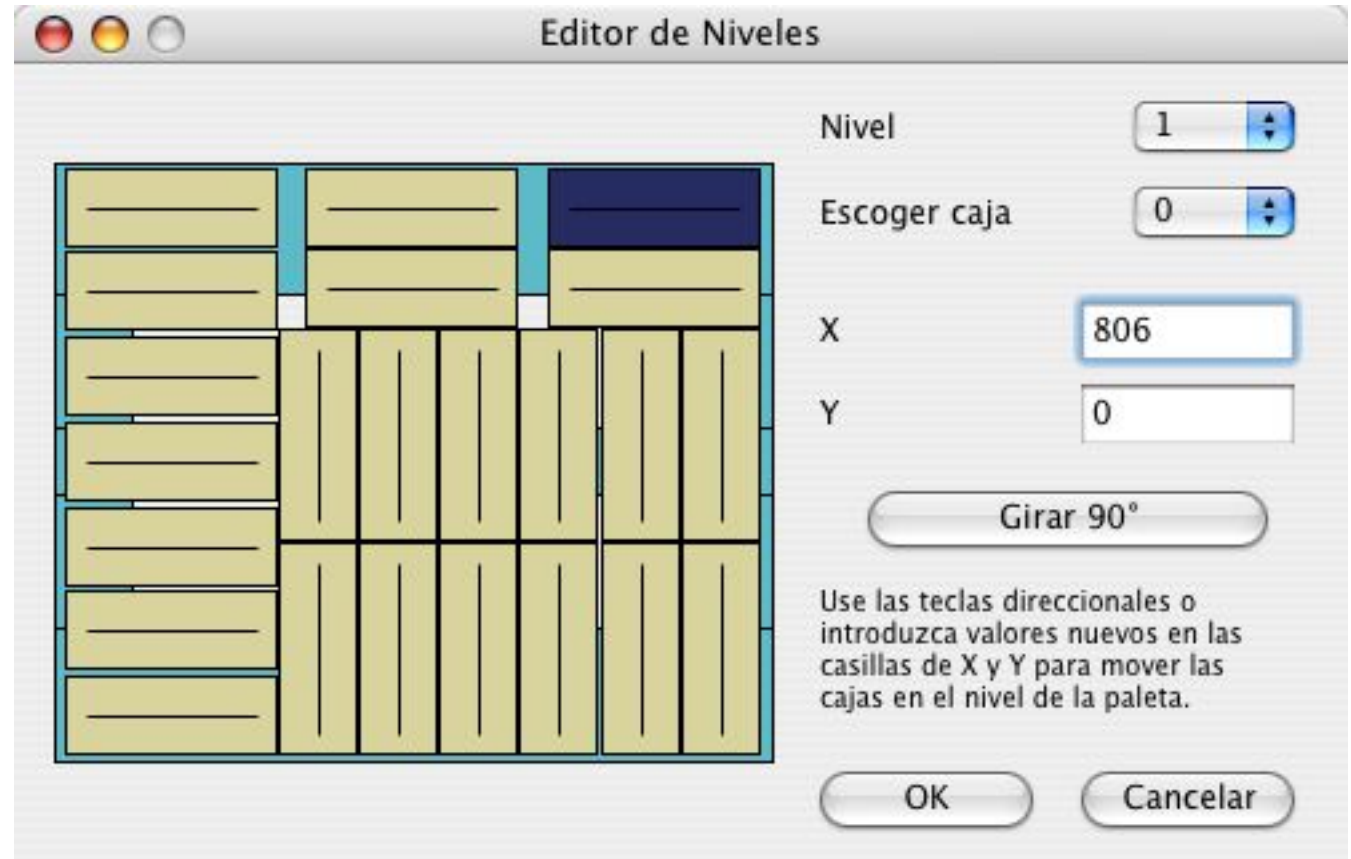 Editor de Niveles
Nivel
1
Escoger caja
0
X
806
Y
0
Girar 90°
Use las teclas direccionales o
introduzca valores nuevos en las
casillas de X y Y para mover las
cajas en el nivel de la paleta.
OK
Cancelar